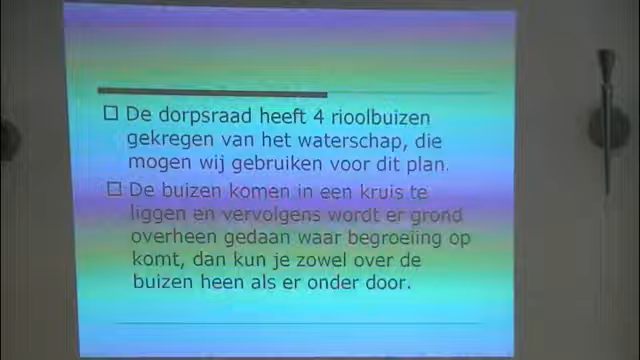 De dorpsraad heeft 4 rioolbuizen
gekregen van het waterschap, die
mogen wij gebruiken voor dit plan.
De buizen komen in een kruis te
liggen en vervolgens wordt er grond
overheen gedaan waar begroeiing op
komt, dan kun je zowel over de
buizen heen als er onder door.